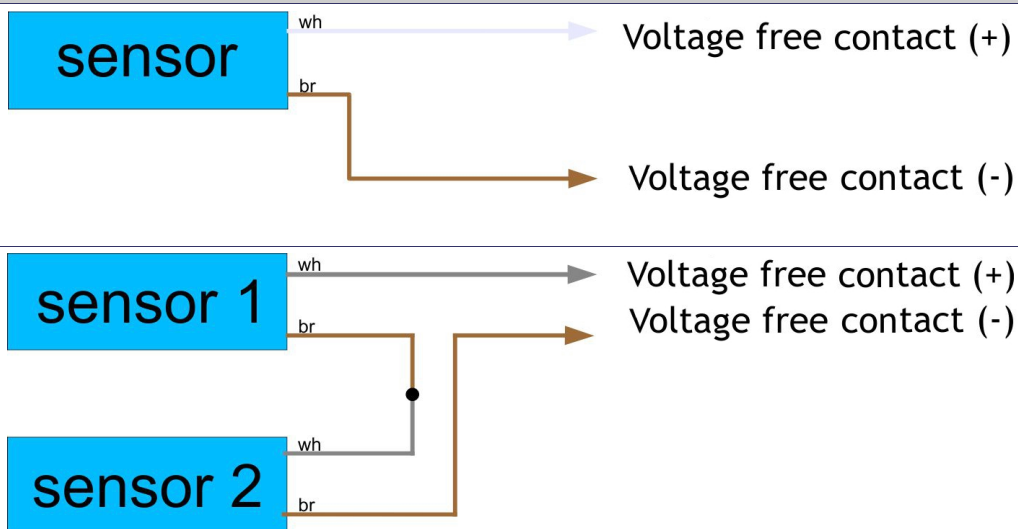 wh
Voltage free contact (+)
sensor
br
Voltage free contact (-)
wh
Voltage free contact (+)
sensor 1
br
Voltage free contact (-)
wh
sensor 2
br